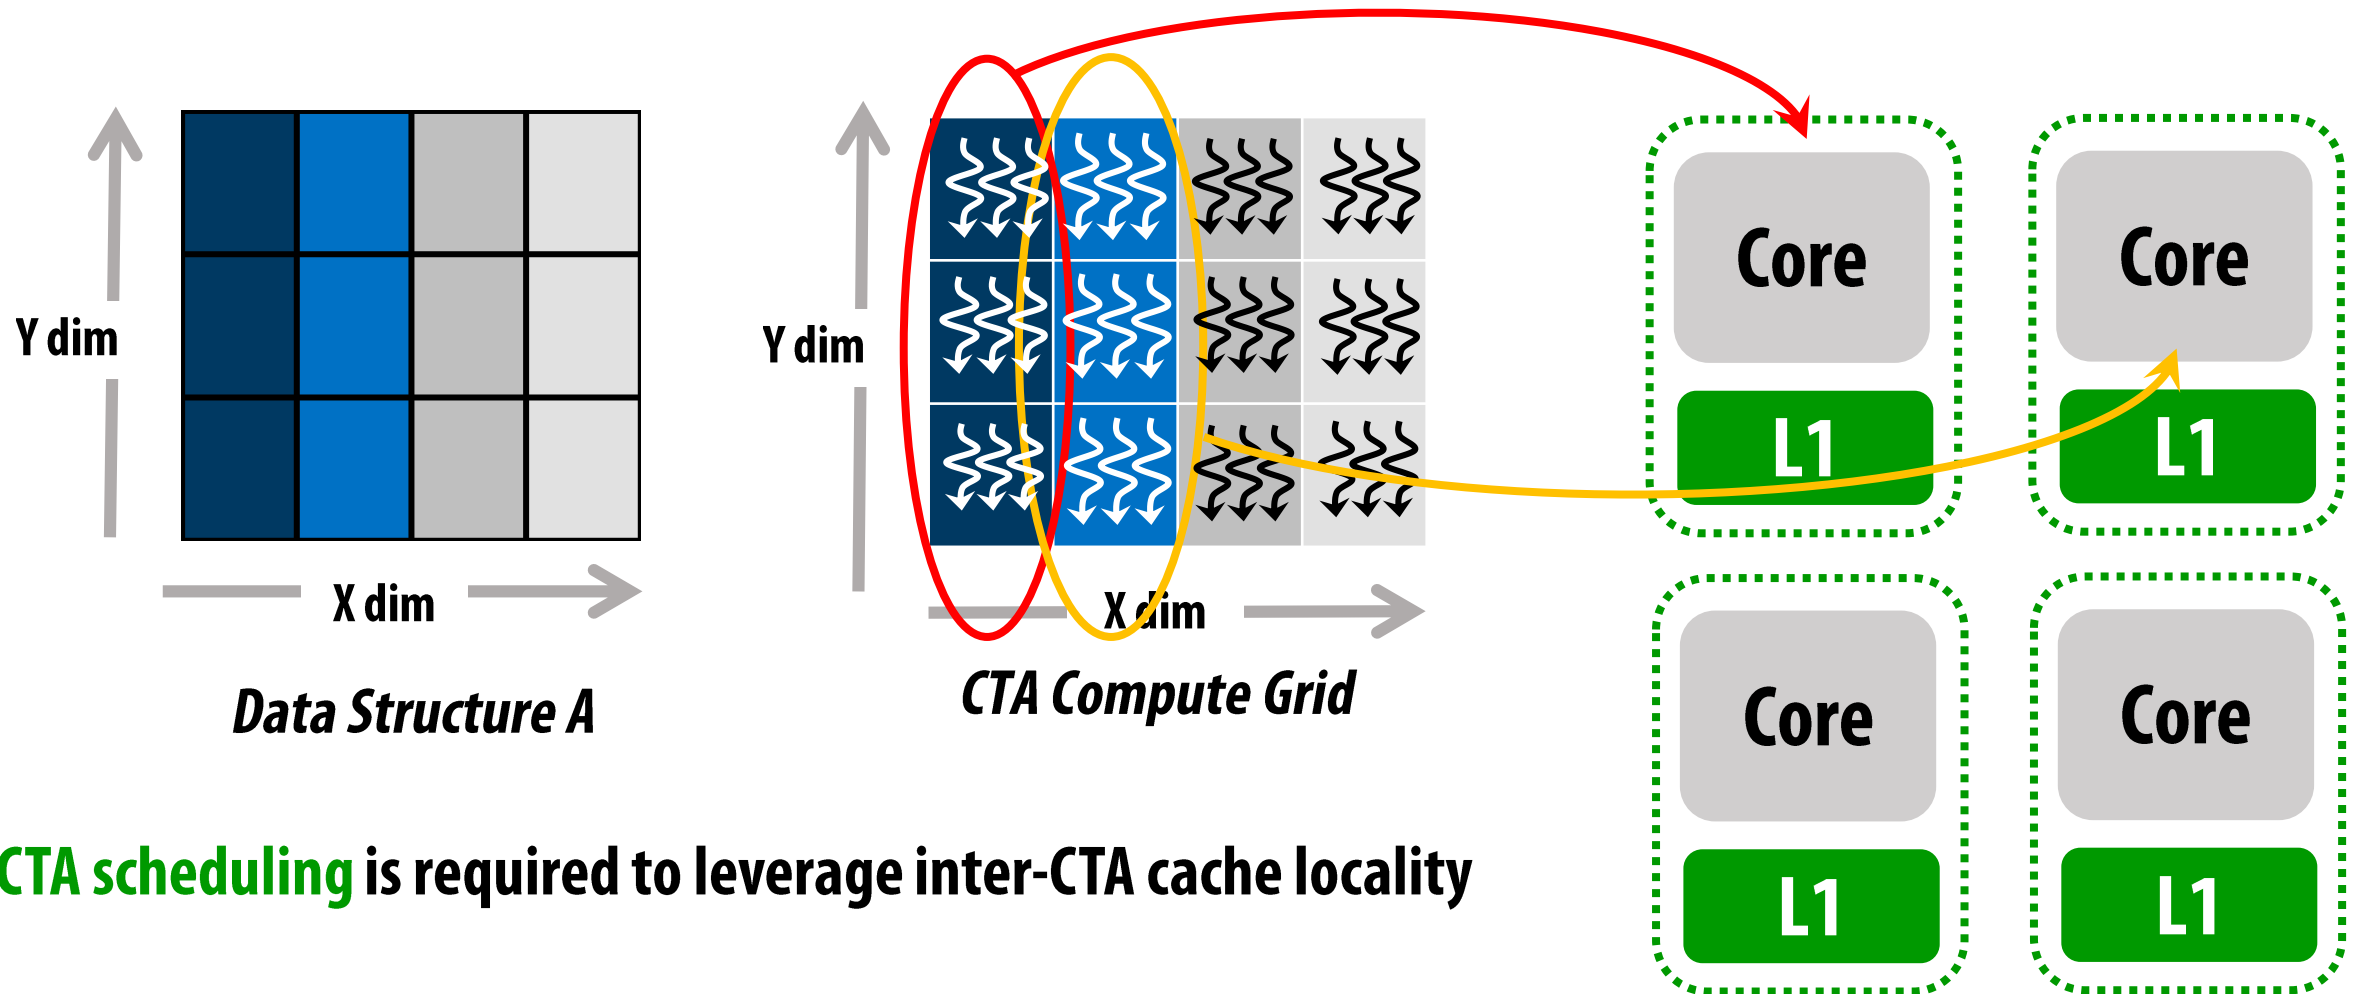 Y dim
X dim
Data Structure A
Y dim
X dim
CTA Compute Grid
Core
L1
Core
L1
Core
L1
Core
L1
CTA scheduling is required to leverage inter-CTA cache locality